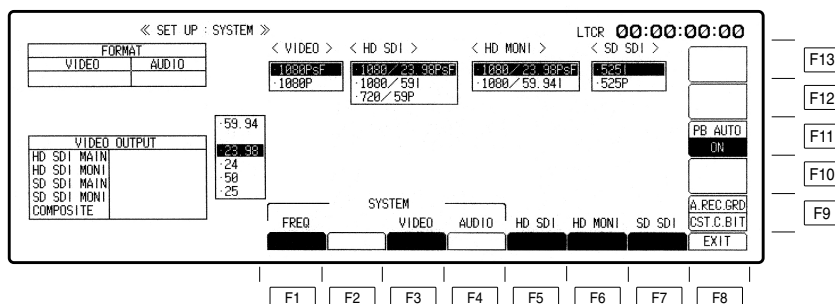 ≪ SET UP : SYSTEM ≫
LTCR 00:00:00:00
FORMAT
VIDEO AUDIO
< VIDEO > < HD SDI > < HD MONI > < SD SDI >
·1080PsF ·1080/23.98PsF ·1080/23.98PsF ·525I
·1080P ·1080/59I ·1080/59.94I ·525P
·720/59P
F13
F12
·59.94
·23.98
·24
·50
·25
VIDEO OUTPUT
HD SDI MAIN
HD SDI MONI
SD SDI MAIN
SD SDI MONI
COMPOSITE
PB AUTO
ON
F11
F10
A.REC.GRD
CST.C.BIT
F9
SYSTEM
FREQ VIDEO AUDIO HD SDI HD MONI SD SDI EXIT
F1 F2 F3 F4 F5 F6 F7 F8